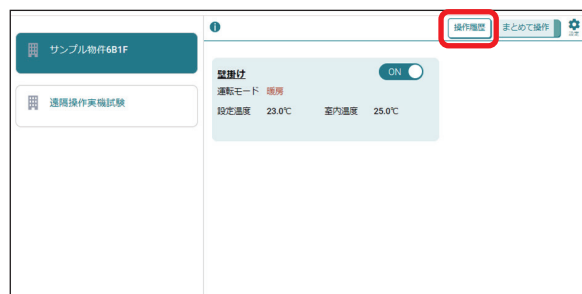 操作履歴
まとめて操作
設定
サンプル物件6B1F
遠隔操作実機試験
壁掛け
ON
運転モード 暖房
設定温度 23.0℃ 室内温度 25.0℃